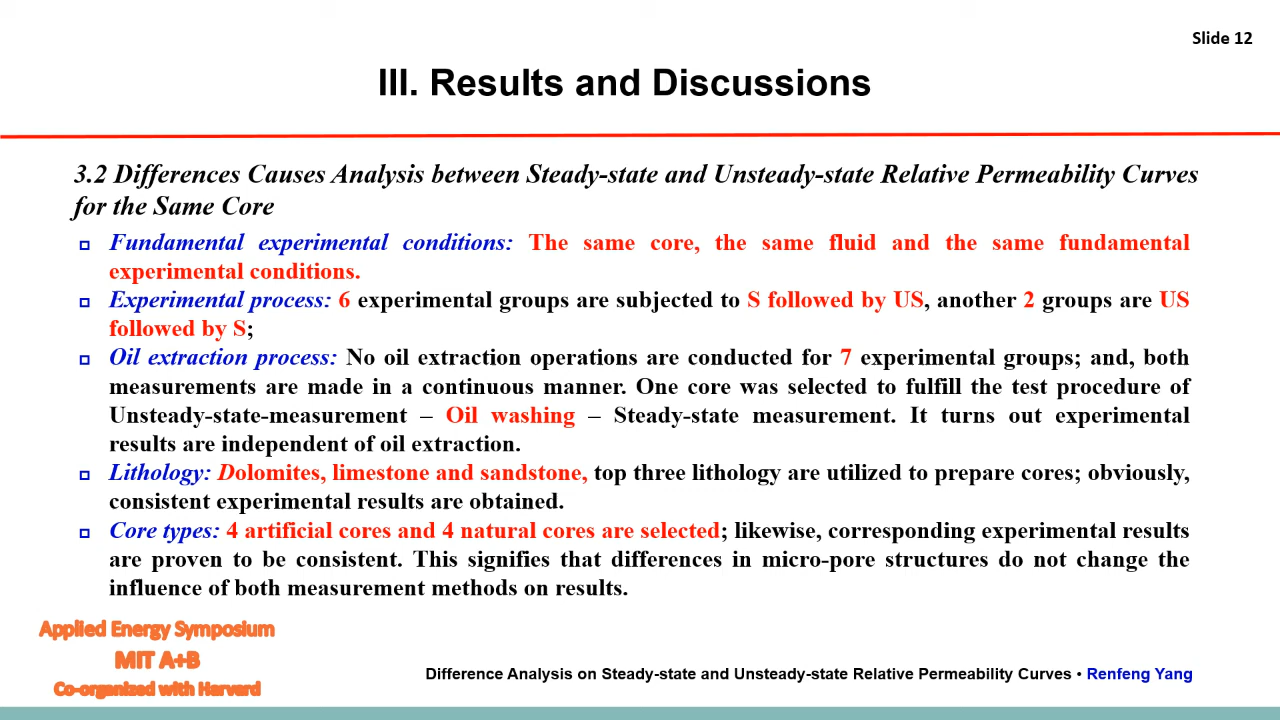 Slide 12
III. Results and Discussions
3.2 Differences Causes Analysis between Steady-state and Unsteady-state Relative Permeability Curves
for the Same Core
Fundamental experimental conditions: The same core, the same fluid and the same fundamental
experimental conditions.
Experimental process: 6 experimental groups are subjected to S followed by US, another 2 groups are US
followed by S;
Oil extraction process: No oil extraction operations are conducted for 7 experimental groups; and, both
measurements are made in a continuous manner. One core was selected to fulfill the test procedure of
Unsteady-state-measurement – Oil washing – Steady-state measurement. It turns out experimental
results are independent of oil extraction.
Lithology: Dolomites, limestone and sandstone, top three lithology are utilized to prepare cores; obviously,
consistent experimental results are obtained.
Core types: 4 artificial cores and 4 natural cores are selected; likewise, corresponding experimental results
are proven to be consistent. This signifies that differences in micro-pore structures do not change the
influence of both measurement methods on results.
Applied Energy Symposium
MIT A+B
Co-organized with Harvard
Difference Analysis on Steady-state and Unsteady-state Relative Permeability Curves • Renfeng Yang